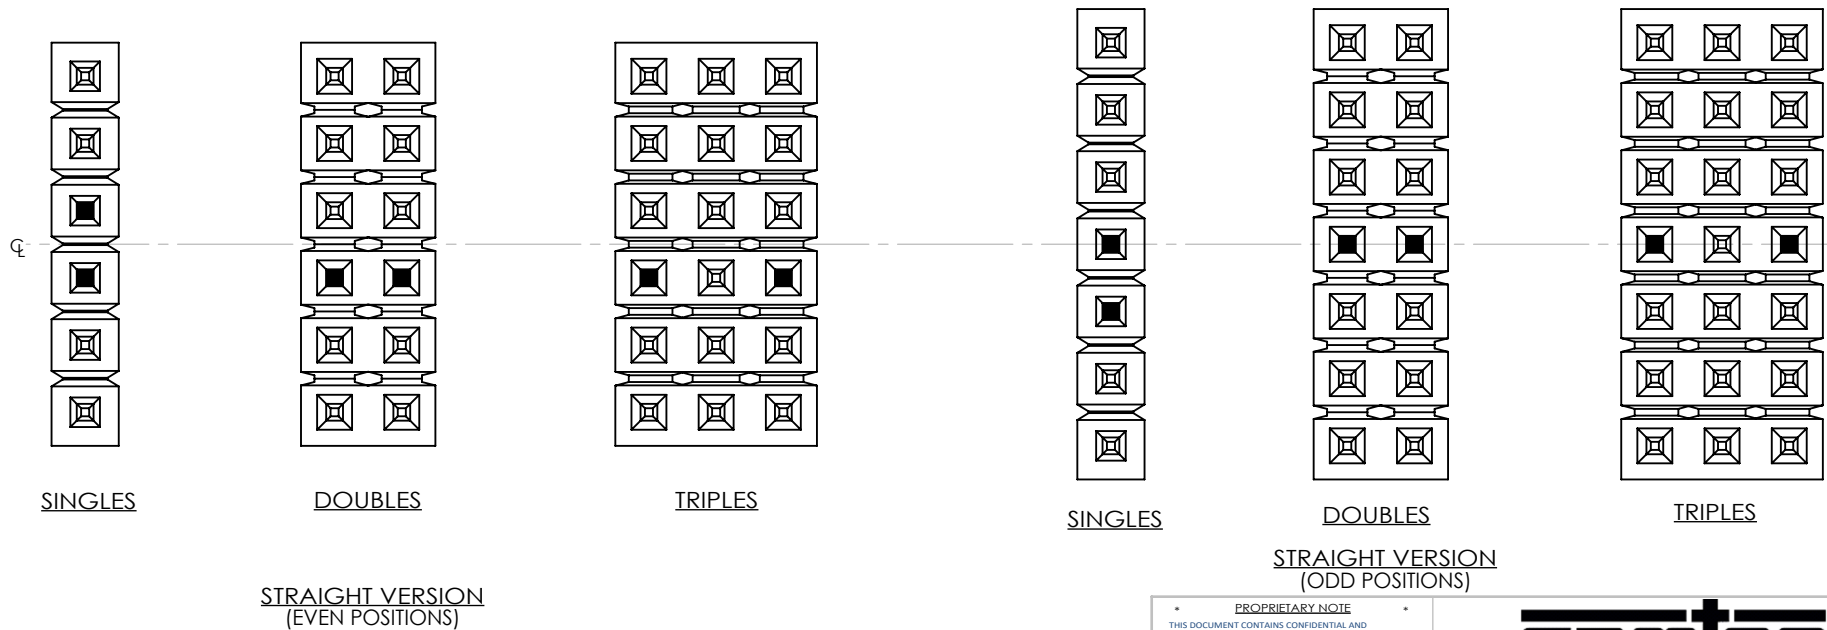 ℄
SINGLES
DOUBLES
TRIPLES
STRAIGHT VERSION
(EVEN POSITIONS)
SINGLES
DOUBLES
TRIPLES
STRAIGHT VERSION
(ODD POSITIONS)
* PROPRIETARY NOTE *
THIS DOCUMENT CONTAINS CONFIDENTIAL AND